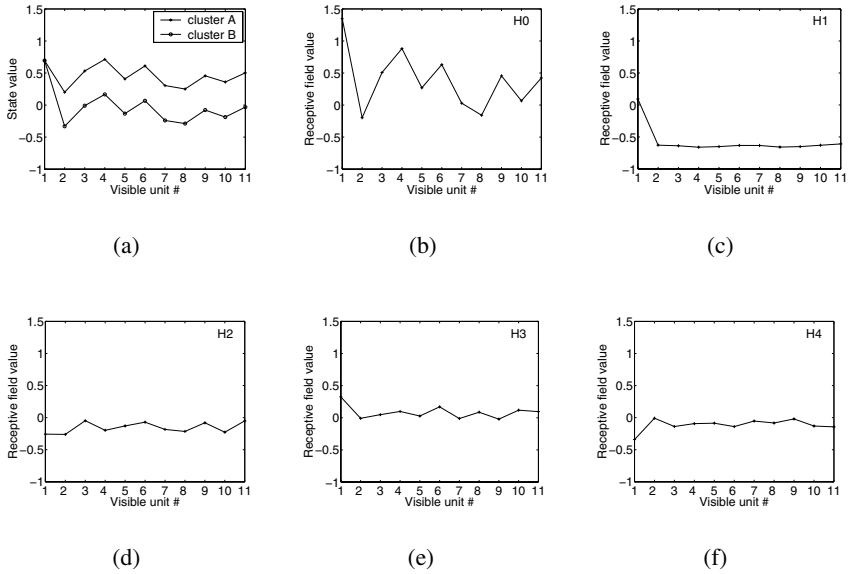 1.5
1
0.5
0
−0.5
−1
State value
cluster A
cluster B
1 2 3 4 5 6 7 8 9 10 11
Visible unit #
(a)
1.5
1
0.5
0
−0.5
−1
Receptive field value
H0
1 2 3 4 5 6 7 8 9 10 11
Visible unit #
(b)
1.5
1
0.5
0
−0.5
−1
Receptive field value
H1
1 2 3 4 5 6 7 8 9 10 11
Visible unit #
(c)
1.5
1
0.5
0
−0.5
−1
Receptive field value
H2
1 2 3 4 5 6 7 8 9 10 11
Visible unit #
(d)
1.5
1
0.5
0
−0.5
−1
Receptive field value
H3
1 2 3 4 5 6 7 8 9 10 11
Visible unit #
(e)
1.5
1
0.5
0
−0.5
−1
Receptive field value
H4
1 2 3 4 5 6 7 8 9 10 11
Visible unit #
(f)